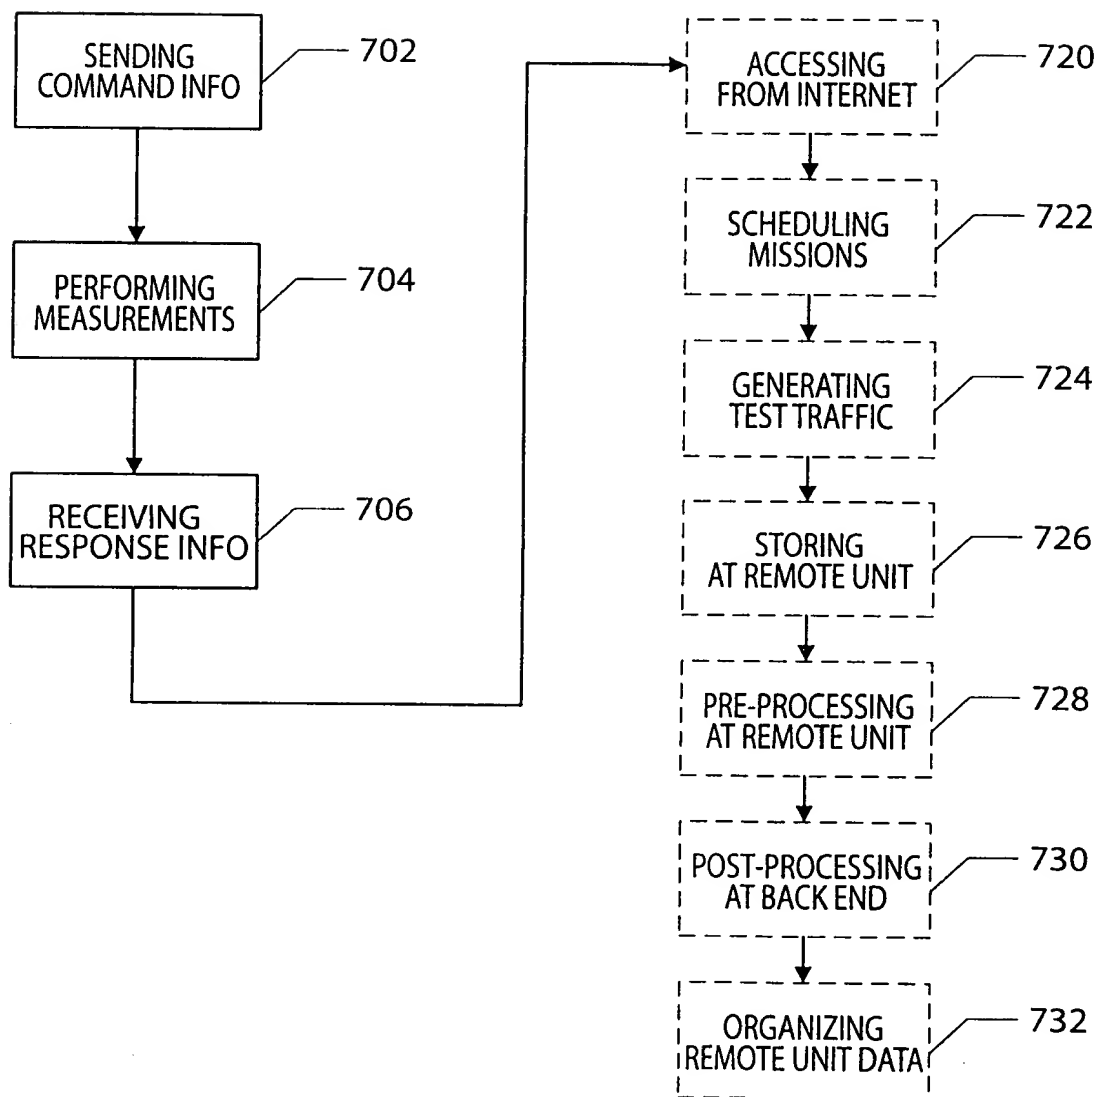 SENDING
COMMAND INFO
702
PERFORMING
MEASUREMENTS
704
RECEIVING
RESPONSE INFO
706
ACCESSING
FROM INTERNET
720
SCHEDULING
MISSIONS
722
GENERATING
TEST TRAFFIC
724
STORING
AT REMOTE UNIT
726
PRE-PROCESSING
AT REMOTE UNIT
728
POST-PROCESSING
AT BACK END
730
ORGANIZING
REMOTE UNIT DATA
732